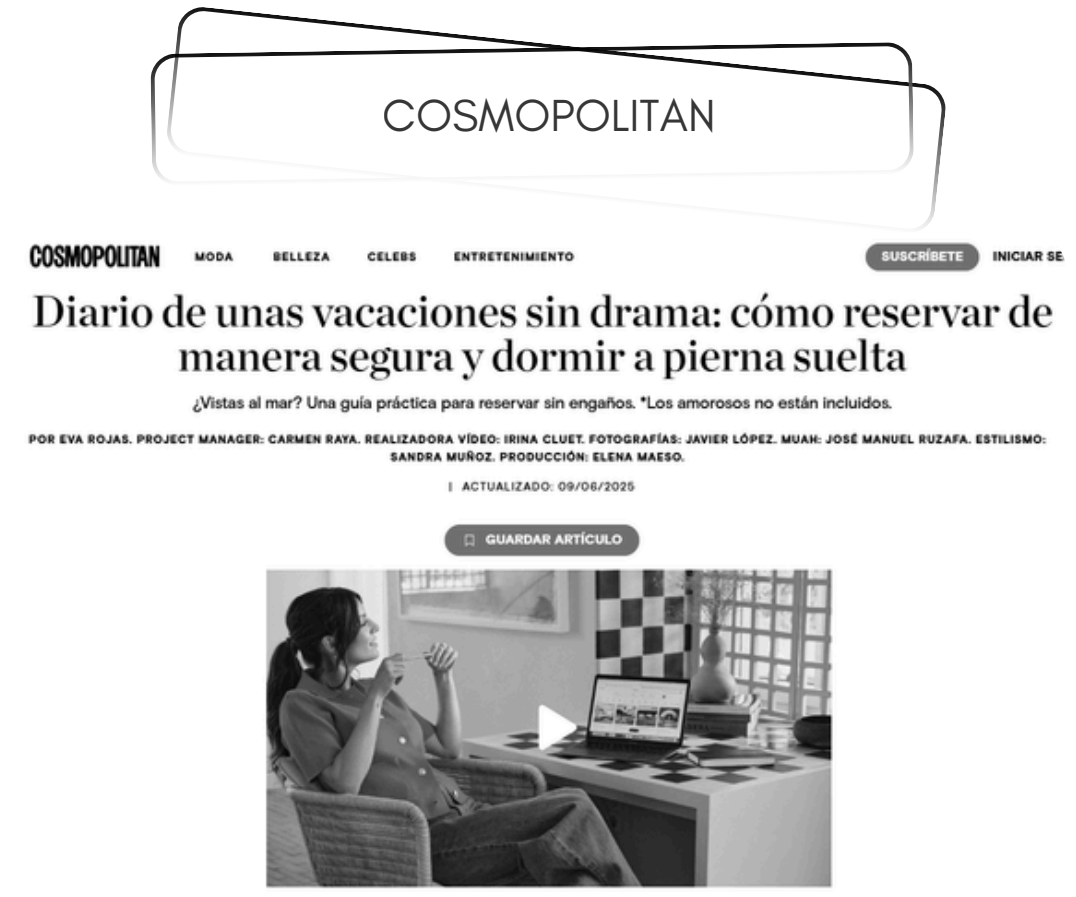 COSMOPOLITAN
COSMOPOLITAN MODA BELLEZA CELEBS ENTRETENIMIENTO SUSCRÍBETE INICIAR SE
Diario de unas vacaciones sin drama: cómo reservar de
manera segura y dormir a pierna suelta
¿Vistas al mar? Una guía práctica para reservar sin engaños. *Los amorosos no están incluidos.
POR EVA ROJAS. PROJECT MANAGER: CARMEN RAYA. REALIZADORA VÍDEO: IRINA CLUET. FOTOGRAFÍAS: JAVIER LÓPEZ. MUAH: JOSÉ MANUEL RUZAFA. ESTILISMO:
SANDRA MUÑOZ. PRODUCCIÓN: ELENA MAESO.
| ACTUALIZADO: 09/06/2025
GUARDAR ARTÍCULO